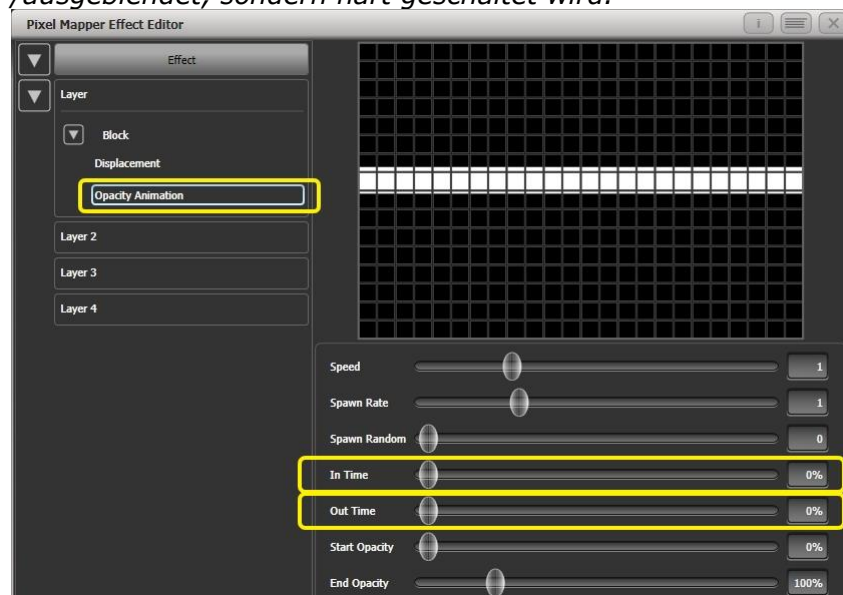 /ausgeblendet, sondern hart geschaltet wird.
Pixel Mapper Effect Editor
i
Effect
Layer
Block
Displacement
Opacity Animation
Layer 2
Layer 3
Layer 4
Speed 1
Spawn Rate 1
Spawn Random 0
In Time 0%
Out Time 0%
Start Opacity 0%
End Opacity 100%